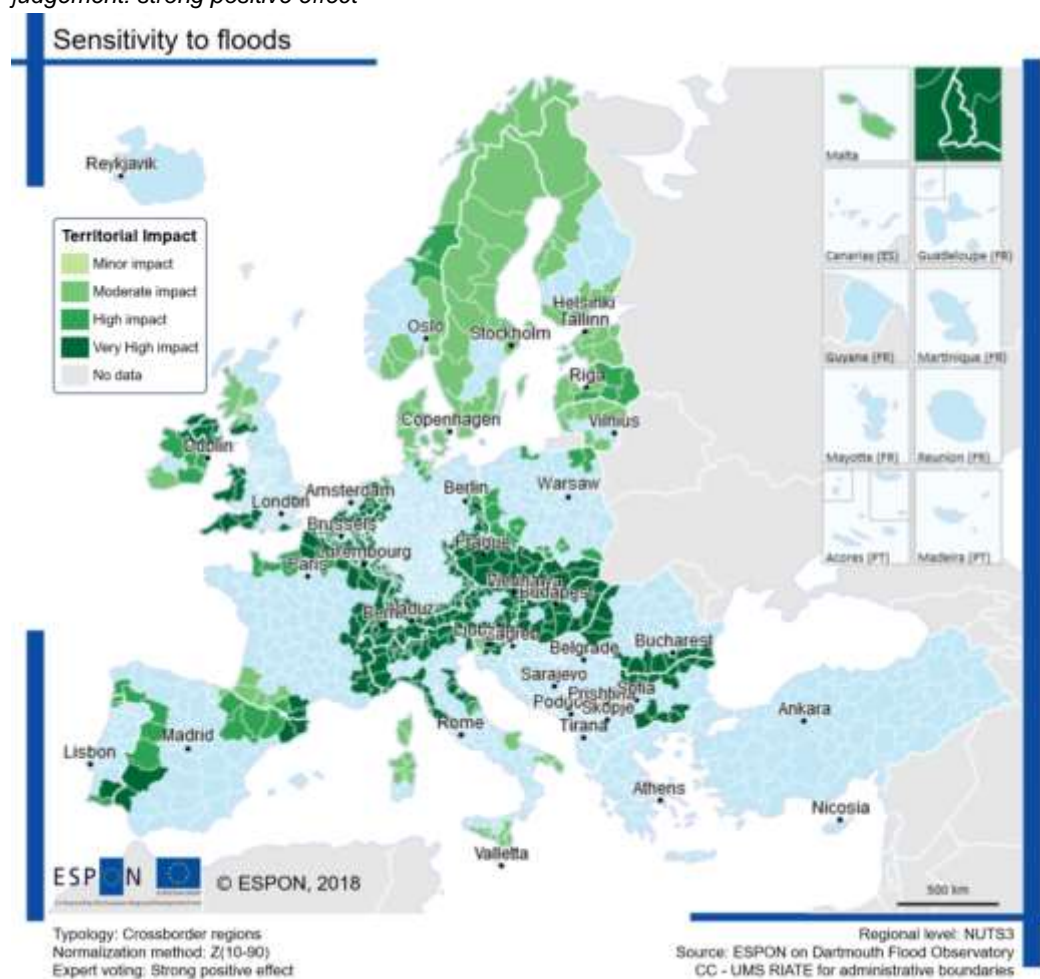 judgement: strong positive effect
Sensitivity to floods
Reykjavik
Territorial Impact
Minor impact
Moderate impact
High impact
Very High impact
No data
Malta
Canarias (ES)
Guadeloupe (FR)
Guyane (FR)
Martinique (FR)
Mayotte (FR)
Reunion (FR)
Acores (PT)
Madeira (PT)
Oslo
Helsinki
Tallinn
Stockholm
Riga
Copenhagen
Vilnius
Dublin
Amsterdam
Berlin
Warsaw
London
Brussels
Prague
Luxembourg
Paris
Vaduz
Budapest
Zagreb
Belgrade
Bucharest
Sarajevo
Prishtina
Sofia
Skopje
Tirana
Rome
Madrid
Lisbon
Ankara
Athens
Nicosia
Valletta
ESPON
© ESPON, 2018
500 km
Typology: Crossborder regions
Normalization method: Z(10-90)
Expert voting: Strong positive effect
Regional level: NUTS3
Source: ESPON on Dartmouth Flood Observatory
CC - UMS RIATE for administrative boundaries